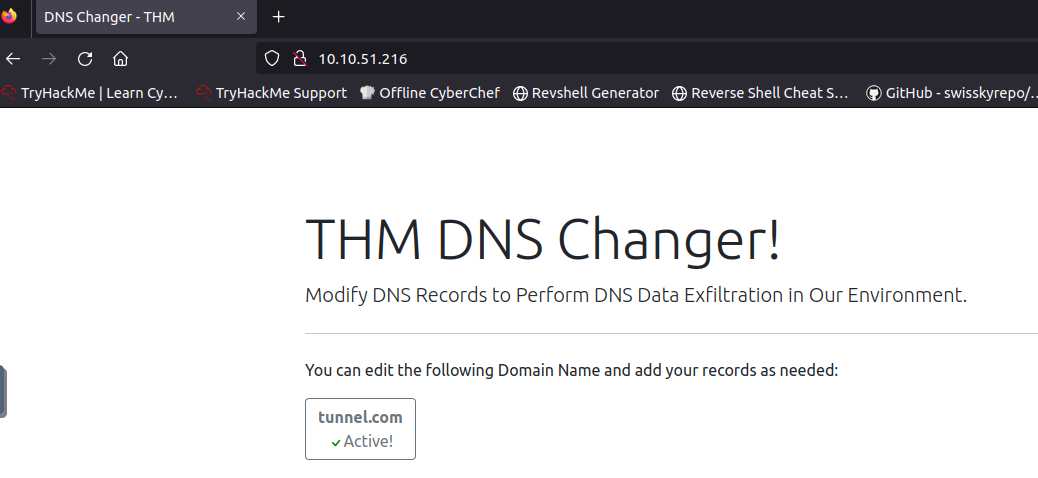 DNS Changer - THM
10.10.51.216
TryHackMe | Learn Cy… TryHackMe Support Offline CyberChef Revshell Generator Reverse Shell Cheat S… GitHub - swisskyrepo/…
THM DNS Changer!
Modify DNS Records to Perform DNS Data Exfiltration in Our Environment.
You can edit the following Domain Name and add your records as needed:
tunnel.com
Active!